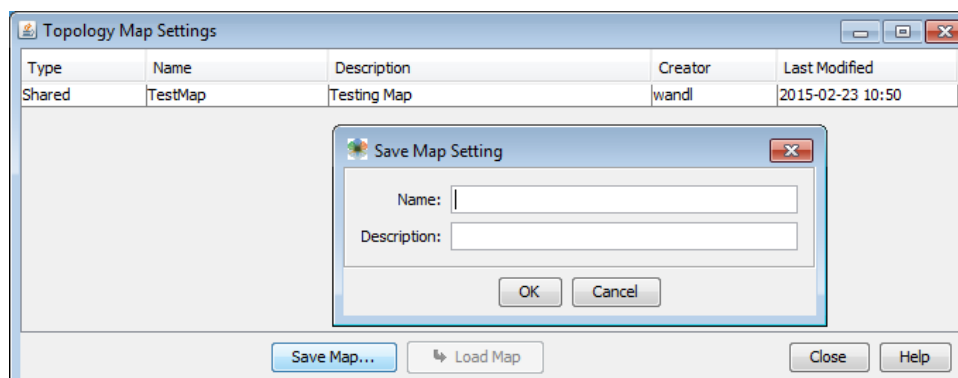 Topology Map Settings
Type Name Description Creator Last Modified
Shared TestMap Testing Map wandl 2015-02-23 10:50
Save Map Setting
Name:
Description:
OK Cancel
Save Map... Load Map Close Help